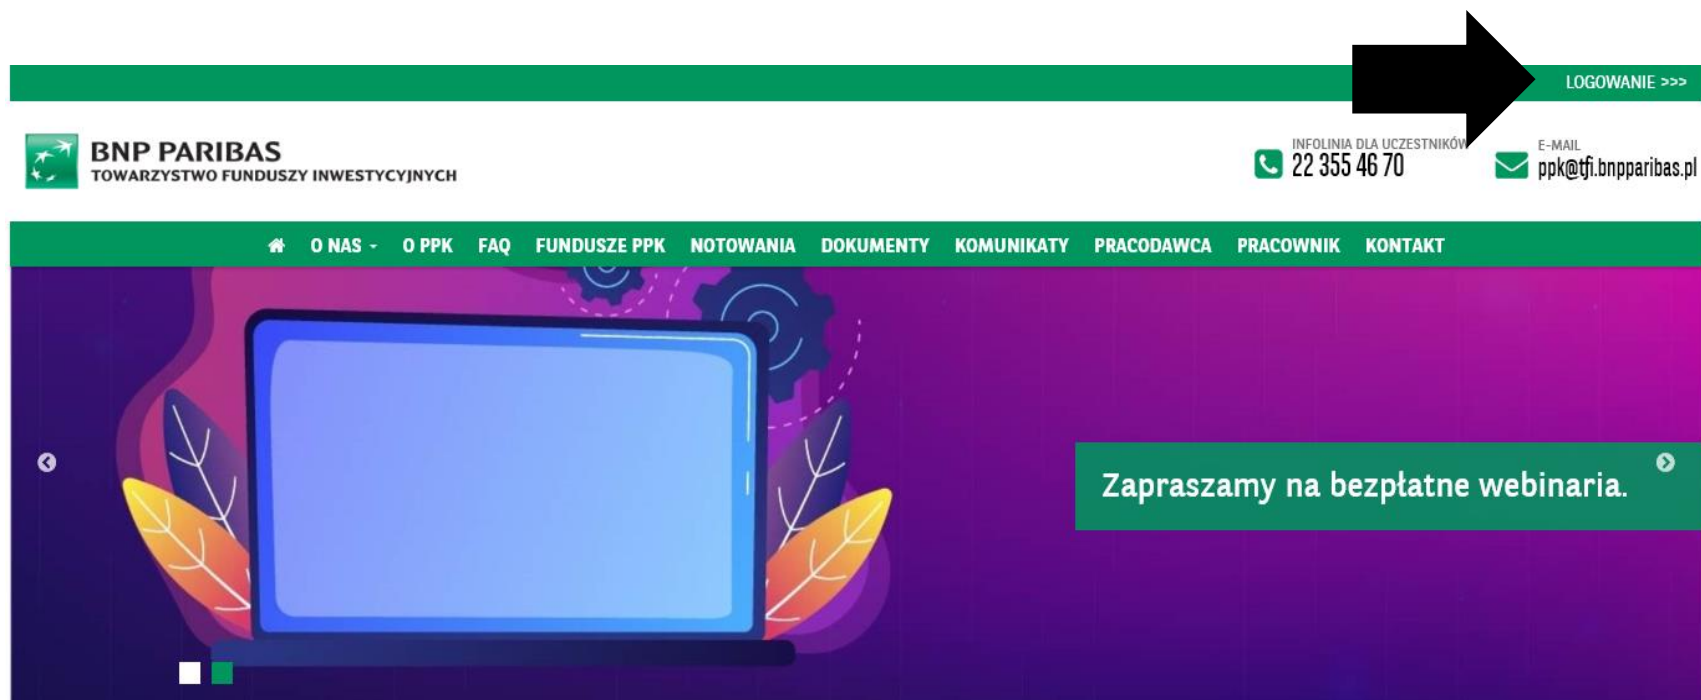 LOGOWANIE >>>
BNP PARIBAS
TOWARZYSTWO FUNDUSZY INWESTYCYJNYCH
INFOLINIA DLA UCZESTNIKÓW
22 355 46 70
E-MAIL
ppk@tfi.bnpparibas.pl
O NAS O PPK FAQ FUNDUSZE PPK NOTOWANIA DOKUMENTY KOMUNIKATY PRACODAWCA PRACOWNIK KONTAKT
Zapraszamy na bezpłatne webinaria.